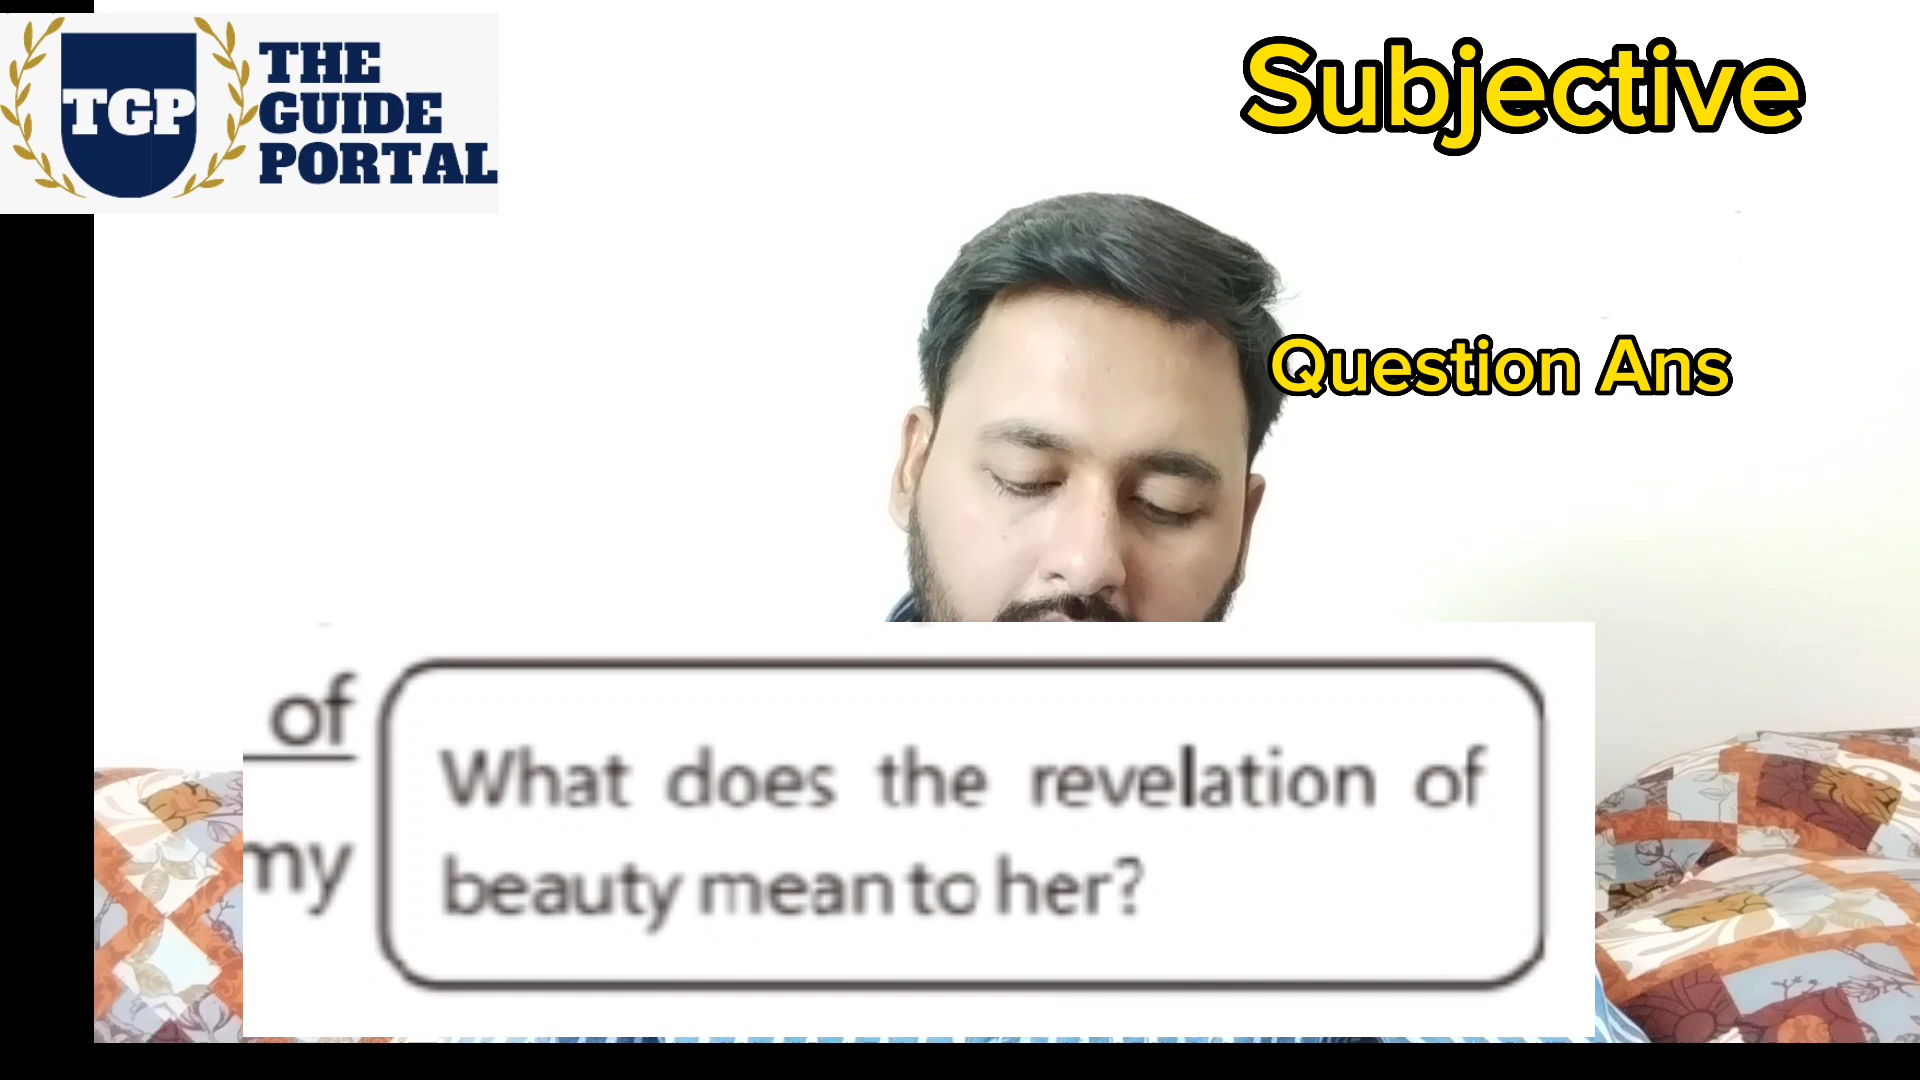 TGP
THE
GUIDE
PORTAL
Subjective
Question Ans
of
my
What does the revelation of
beauty mean to her?